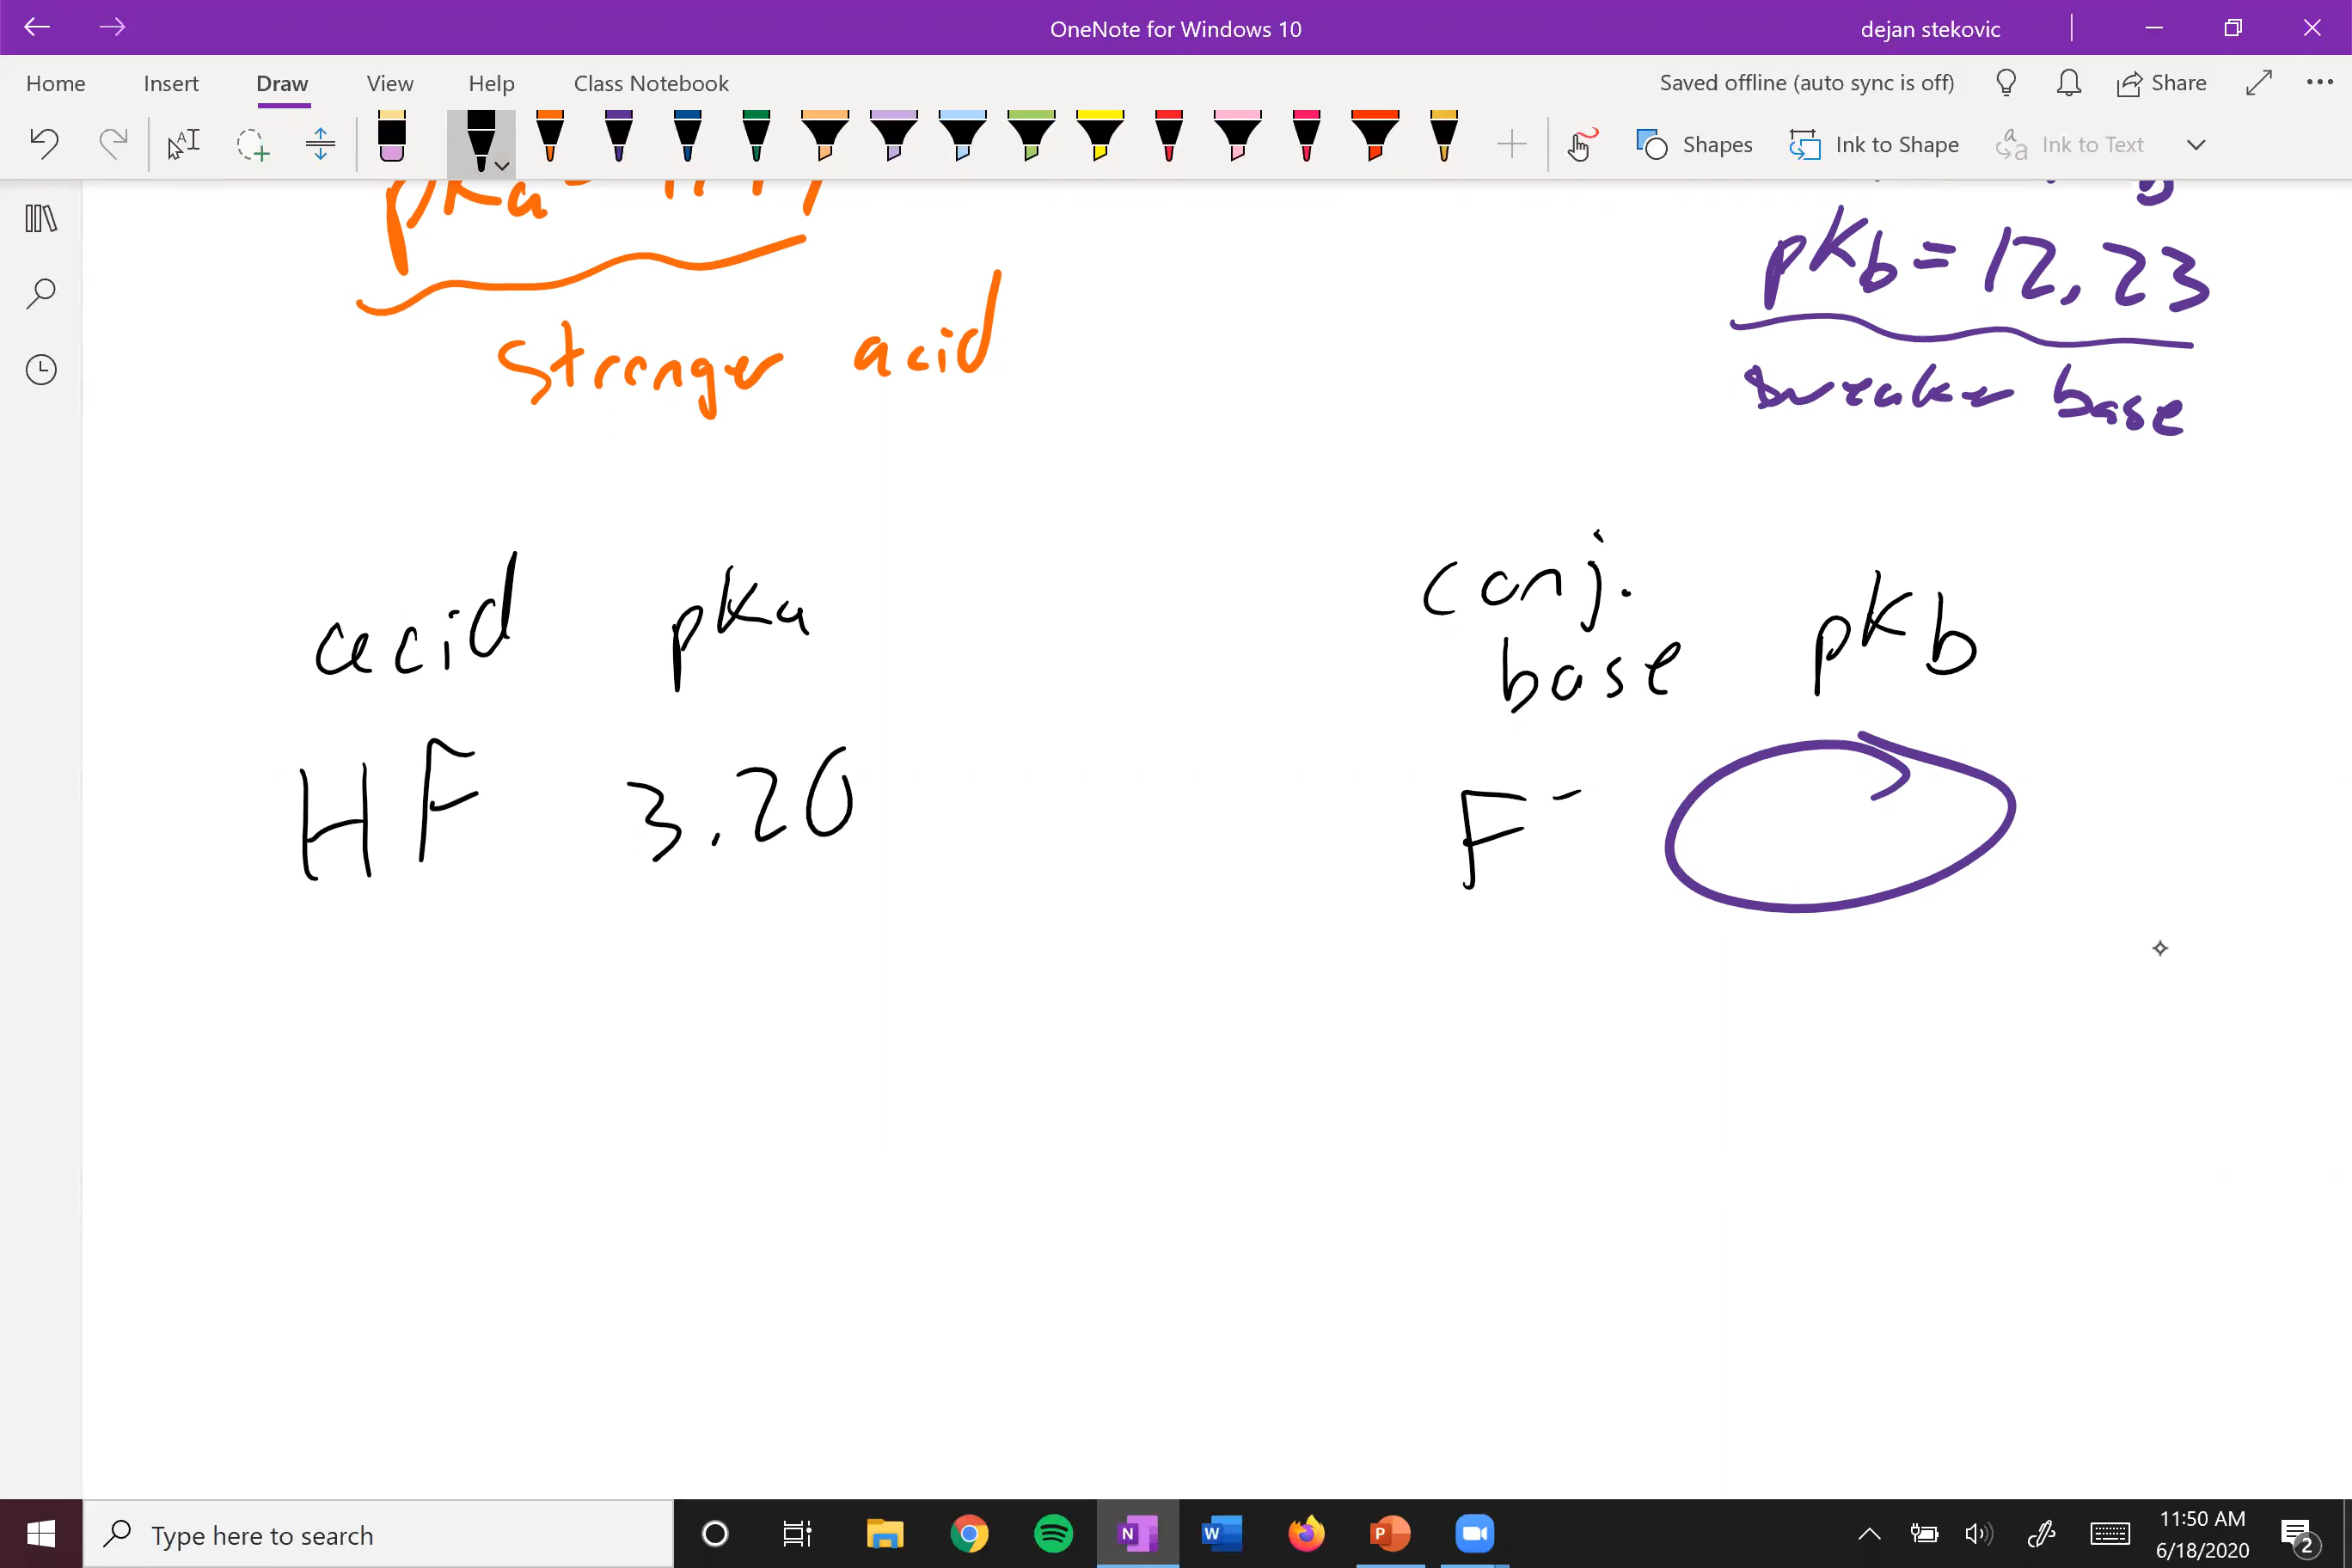 OneNote for Windows 10
dejan stekovic
Home Insert Draw View Help Class Notebook
Saved offline (auto sync is off) Share
Shapes Ink to Shape Ink to Text
pKa =
pKb = 12,23
stronger acid
weaker base
acid pKa
conj. base pKb
HF 3.20
F⁻
Type here to search
11:50 AM
6/18/2020
2